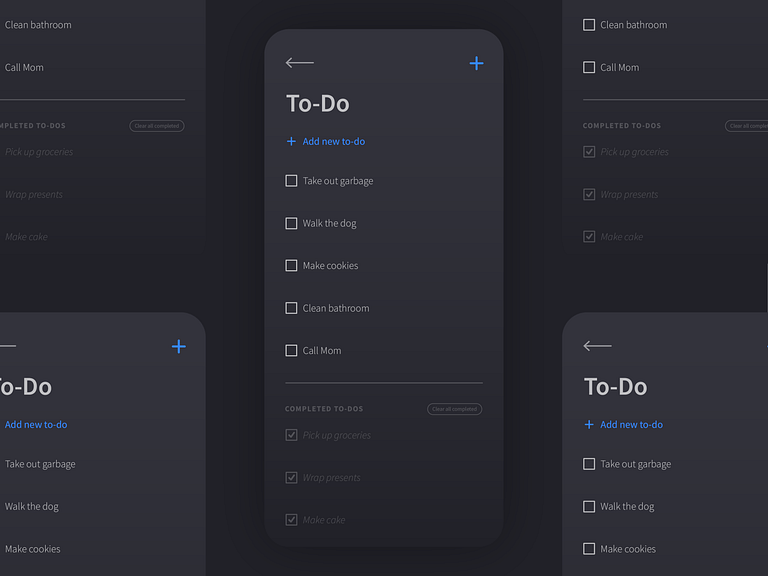 Clean bathroom
Call Mom
MPLETED TO-DOS
Clear all completed
Pick up groceries
Wrap presents
Make cake
To-Do
Add new to-do
Take out garbage
Walk the dog
Make cookies
To-Do
Add new to-do
Take out garbage
Walk the dog
Make cookies
Clean bathroom
Call Mom
COMPLETED TO-DOS
Clear all completed
Pick up groceries
Wrap presents
Make cake
Clean bathroom
Call Mom
COMPLETED TO-DOS
Clear all comple
Pick up groceries
Wrap presents
Make cake
To-Do
Add new to-do
Take out garbage
Walk the dog
Make cookies